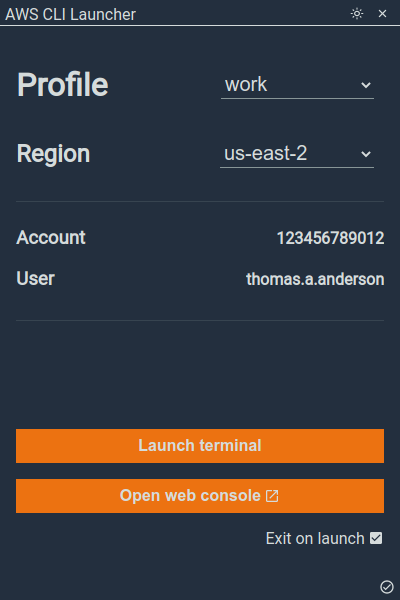 AWS CLI Launcher
Profile work
Region us-east-2
Account 123456789012
User thomas.a.anderson
Launch terminal
Open web console
Exit on launch